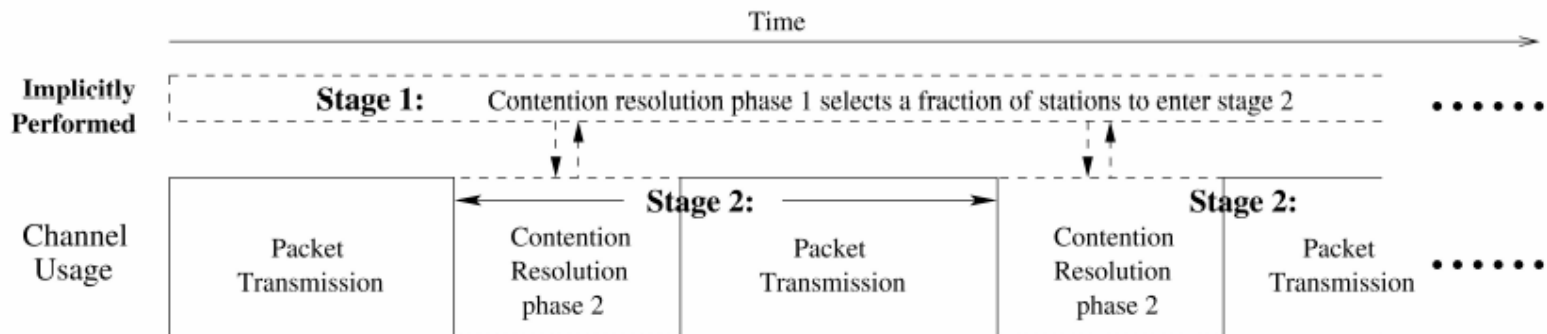 Time
Implicitly
Performed
Stage 1: Contention resolution phase 1 selects a fraction of stations to enter stage 2
Stage 2:
Stage 2:
Channel
Usage
Packet
Transmission
Contention
Resolution
phase 2
Packet
Transmission
Contention
Resolution
phase 2
Packet
Transmission